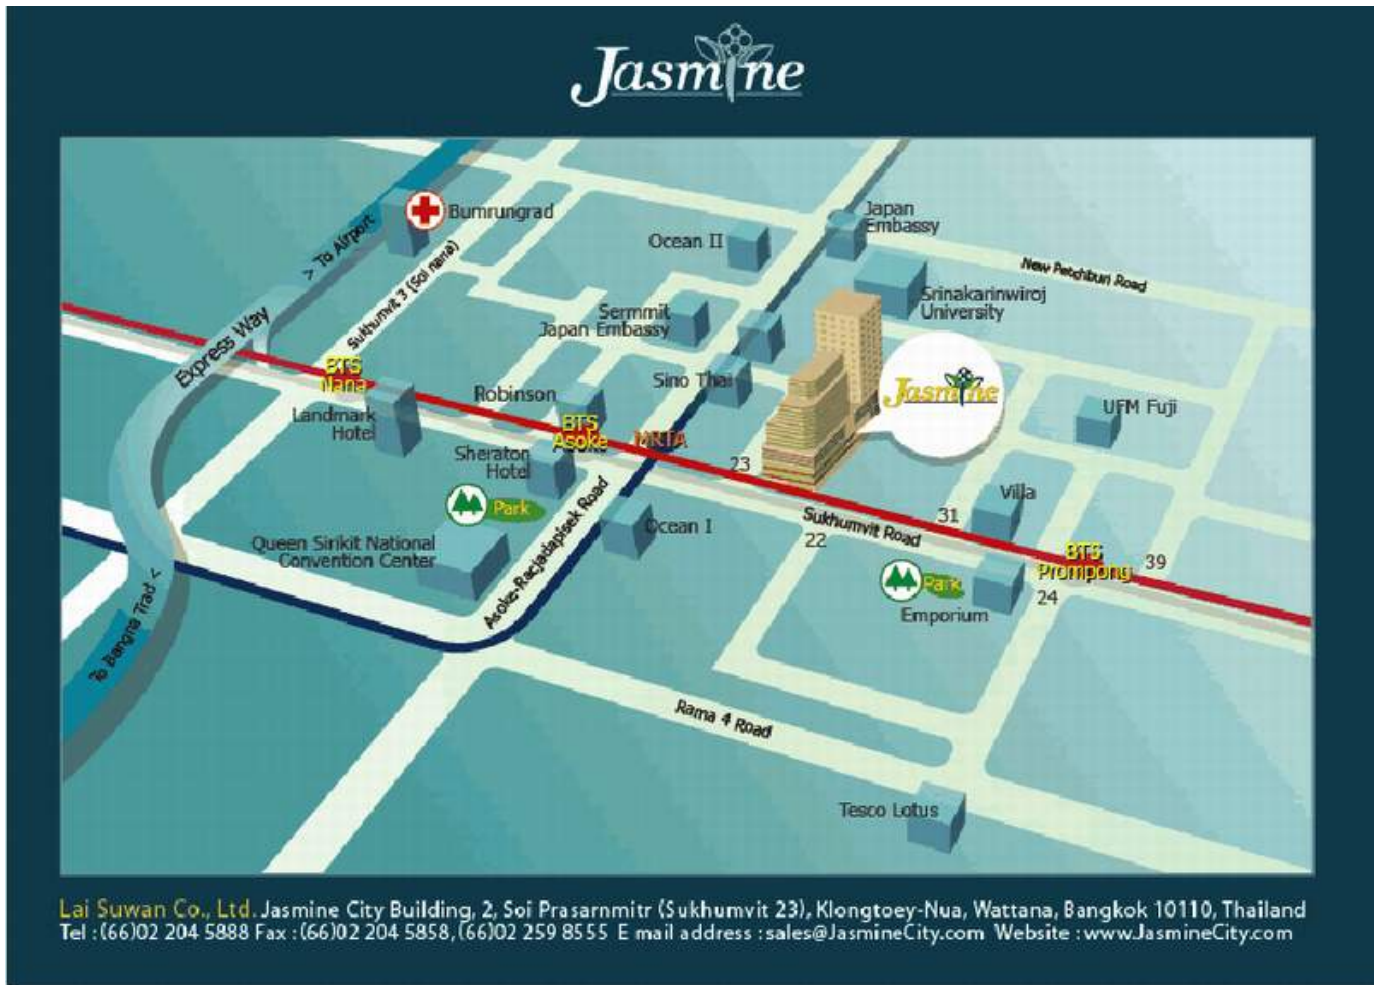 Jasmine
Bumrungrad
Japan
Embassy
Ocean II
> To Airport
Sukhumvit 3 (Soi nana)
New Petchburi Road
Srinakarinwiroj
University
Sermmit
Japan Embassy
Express Way
BTS
Nana
Sino Thai
Jasmine
Robinson
Landmark
Hotel
UFM Fuji
BTS
Asoke
MRTA
Sheraton
Hotel
23
Villa
Park
31
Sukhumvit Road
22
Ocean I
Asoke-Racjadapisek Road
Queen Sirikit National
Convention Center
BTS
Prompong
39
Park
24
Emporium
To Bangna Trad <
Rama 4 Road
Tesco Lotus
Lai Suwan Co., Ltd. Jasmine City Building, 2, Soi Prasarnmitr (Sukhumvit 23), Klongtoey-Nua, Wattana, Bangkok 10110, Thailand
Tel :(66)02 204 5888 Fax :(66)02 204 5858, (66)02 259 8555 E mail address :sales@JasmineCity.com Website :www.JasmineCity.com